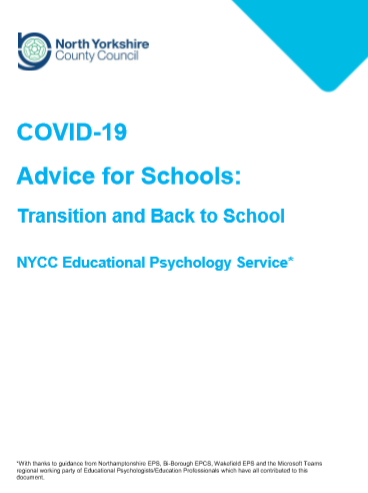 North Yorkshire
County Council
COVID-19
Advice for Schools:
Transition and Back to School
NYCC Educational Psychology Service*
*With thanks to guidance from Northamptonshire EPS, Bi-Borough EPCS, Wakefield EPS and the Microsoft Teams
regional working party of Educational Psychologists/Education Professionals which have all contributed to this
document.